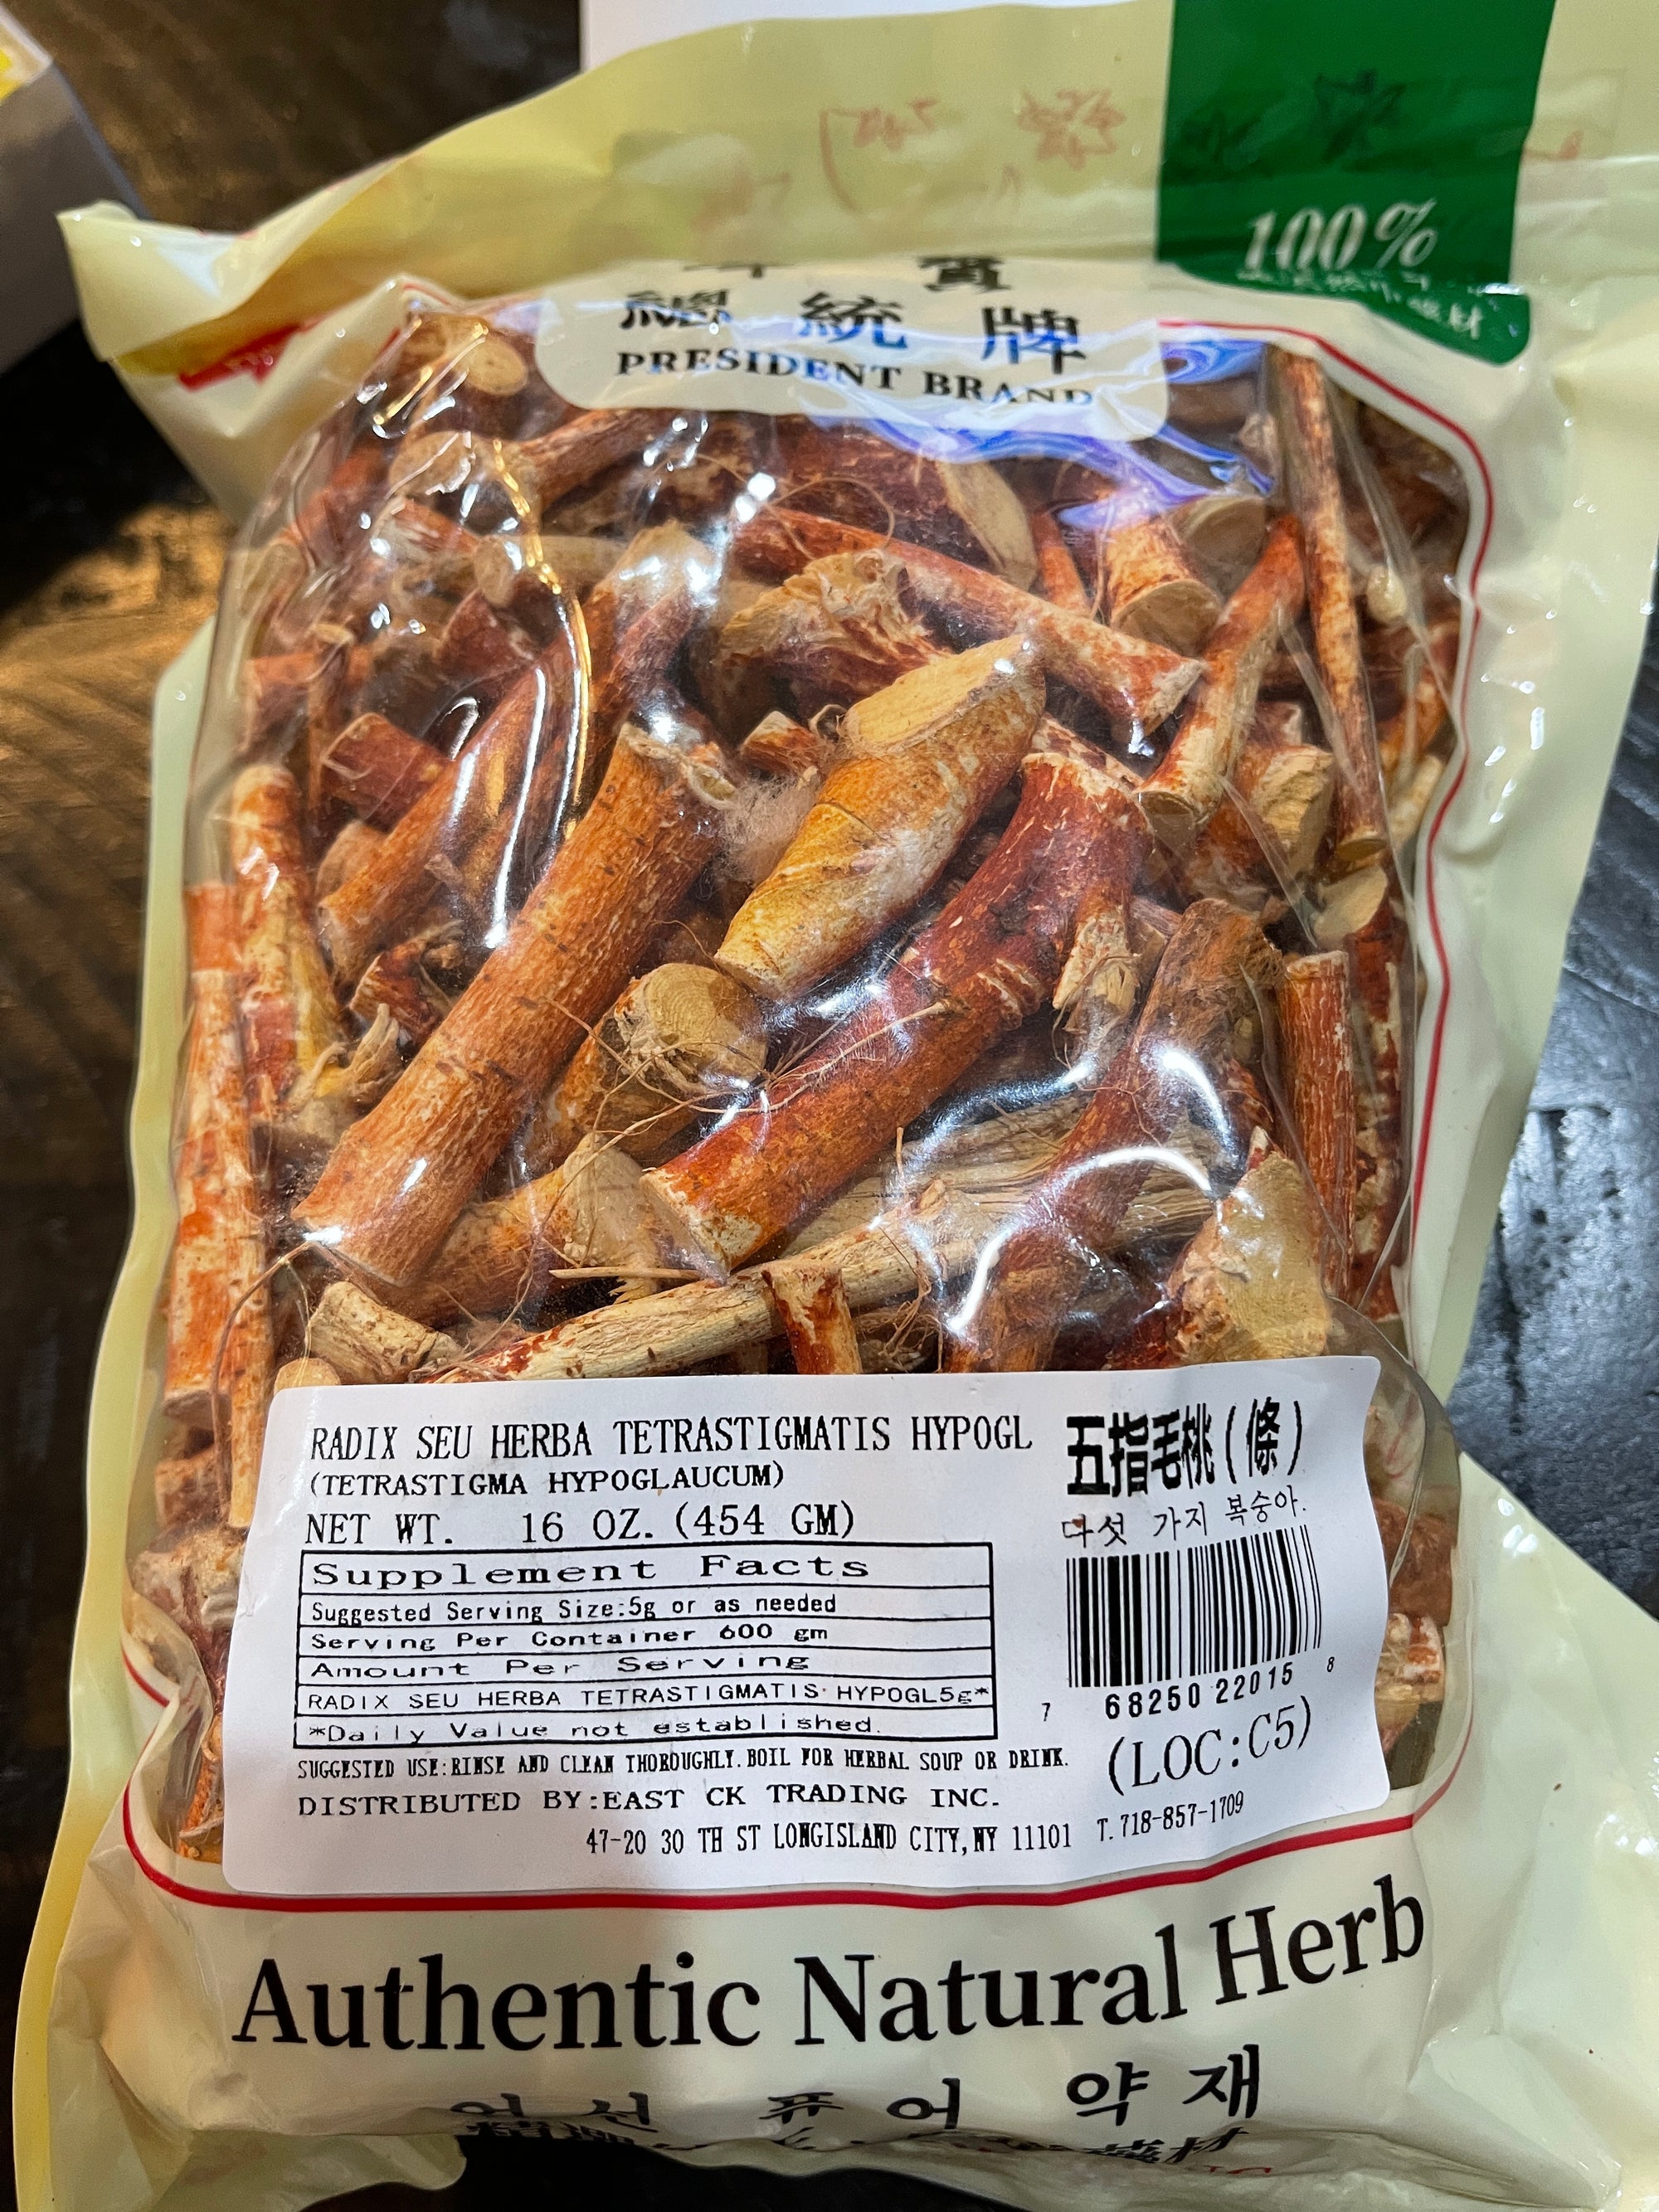 100%
總統牌
PRESIDENT BRAND
RADIX SEU HERBA TETRASTIGMATIS HYPOGL
(TETRASTIGMA HYPOGLAUCUM)
NET WT. 16 OZ. (454 GM)
Supplement Facts
Suggested Serving Size:5g or as needed
Serving Per Container 600 gm
Amount Per Serving
RADIX SEU HERBA TETRASTIGMATIS HYPOGL5g*
*Daily Value not established.
SUGGESTED USE:RINSE AND CLEAN THOROUGHLY. BOIL FOR HERBAL SOUP OR DRINK.
DISTRIBUTED BY:EAST CK TRADING INC.
47-20 30 TH ST LONGISLAND CITY, NY 11101
五指毛桃(條)
다섯 가지 복숭아.
7 68250 22015 8
(LOC:C5)
T. 718-857-1709
Authentic Natural Herb
퓨어 약재